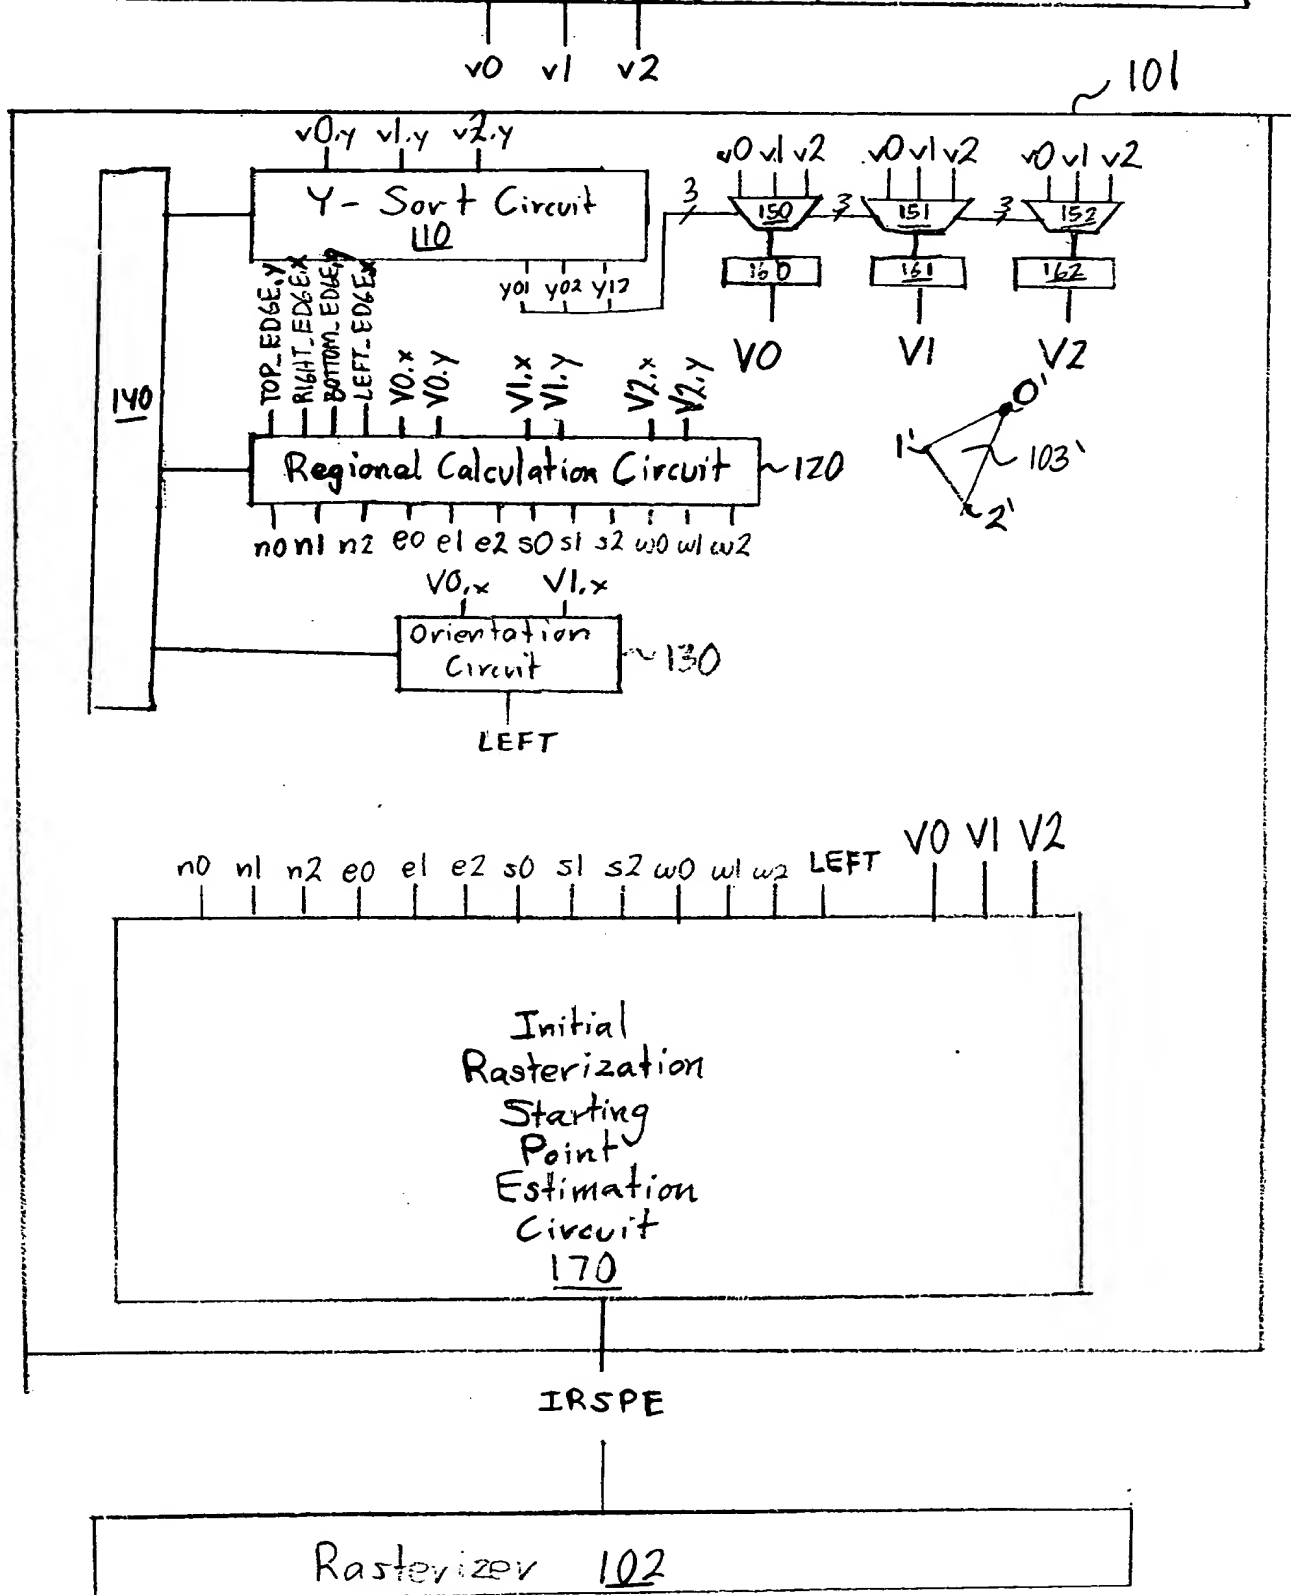 v0 v1 v2
101
v0.y v1.y v2.y
v0 v1 v2 v0 v1 v2 v0 v1 v2
Y-Sort Circuit
110
3 150 3 151 3 152
160 161 162
y01 y02 y12
V0 V1 V2
TOP_EDGE.y
RIGHT_EDGE.x
BOTTOM_EDGE.y
LEFT_EDGE.x
V0.x
V0.y
V1.x
V1.y
V2.x
V2.y
140
0'
1'
103'
2'
Regional Calculation Circuit 120
n0 n1 n2 e0 e1 e2 s0 s1 s2 w0 w1 w2
V0.x V1.x
Orientation
Circuit
130
LEFT
n0 n1 n2 e0 e1 e2 s0 s1 s2 w0 w1 w2 LEFT V0 V1 V2
Initial
Rasterization
Starting
Point
Estimation
Circuit
170
IRSPE
Rasterizer 102